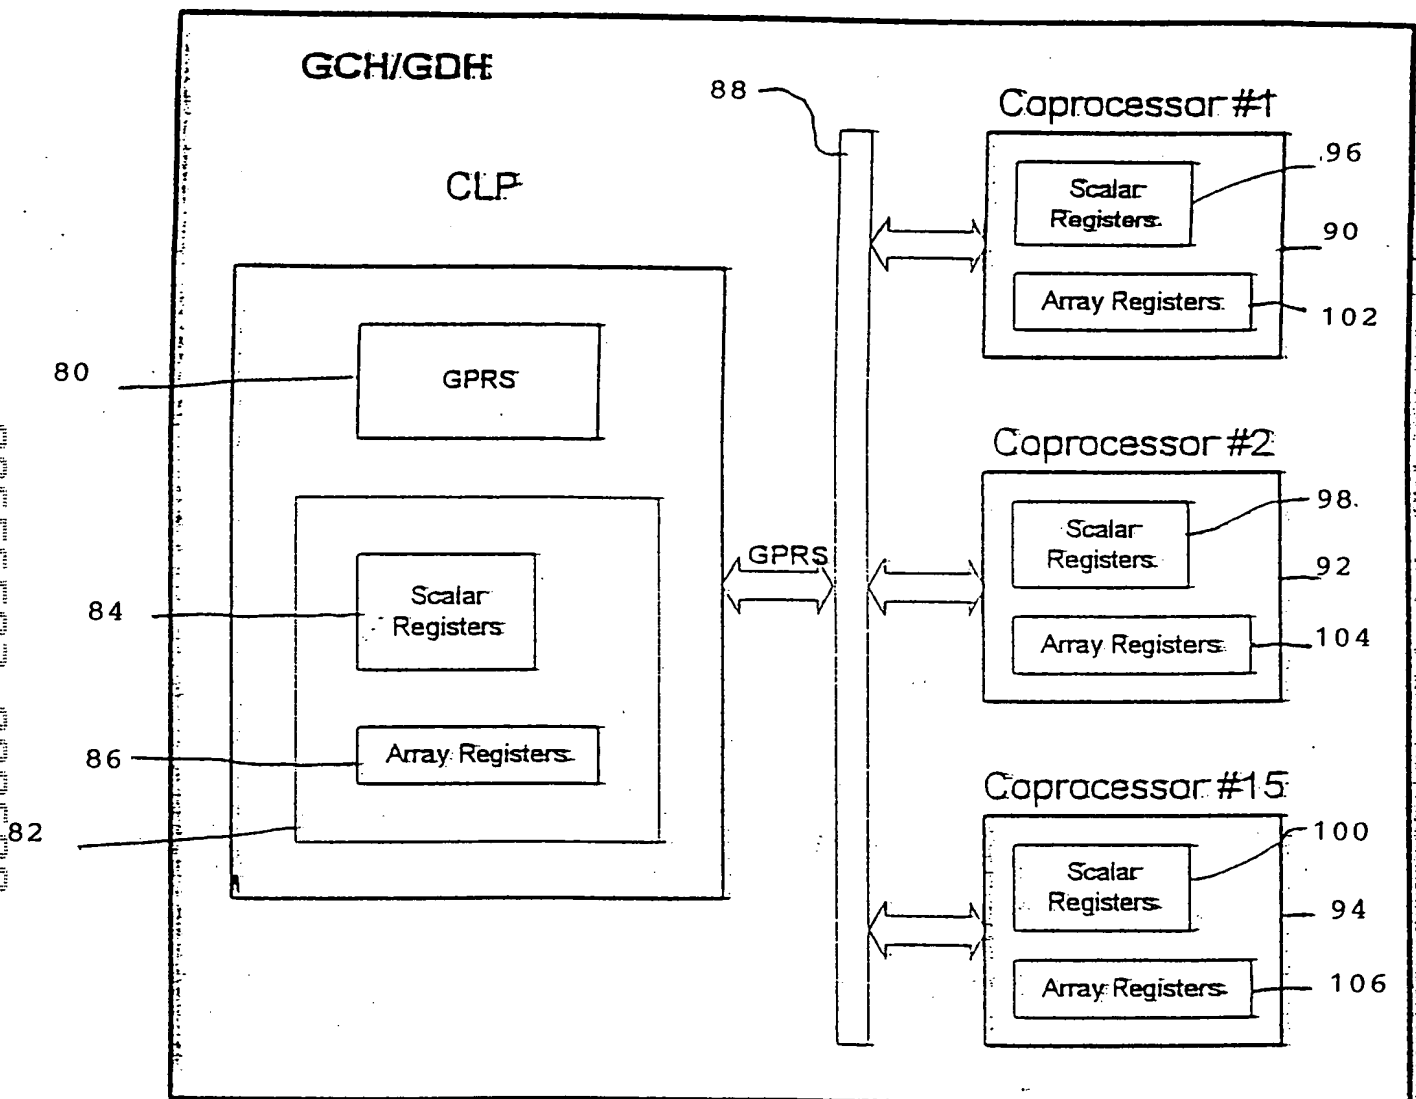 GCH/GDH
CLP
80
GPRS
84
Scalar
Registers
86
Array Registers
82
GPRS
88
Coprocessor #1
Scalar
Registers
96
90
Array Registers
102
Coprocessor #2
Scalar
Registers
98
92
Array Registers
104
Coprocessor #15
Scalar
Registers
100
94
Array Registers
106